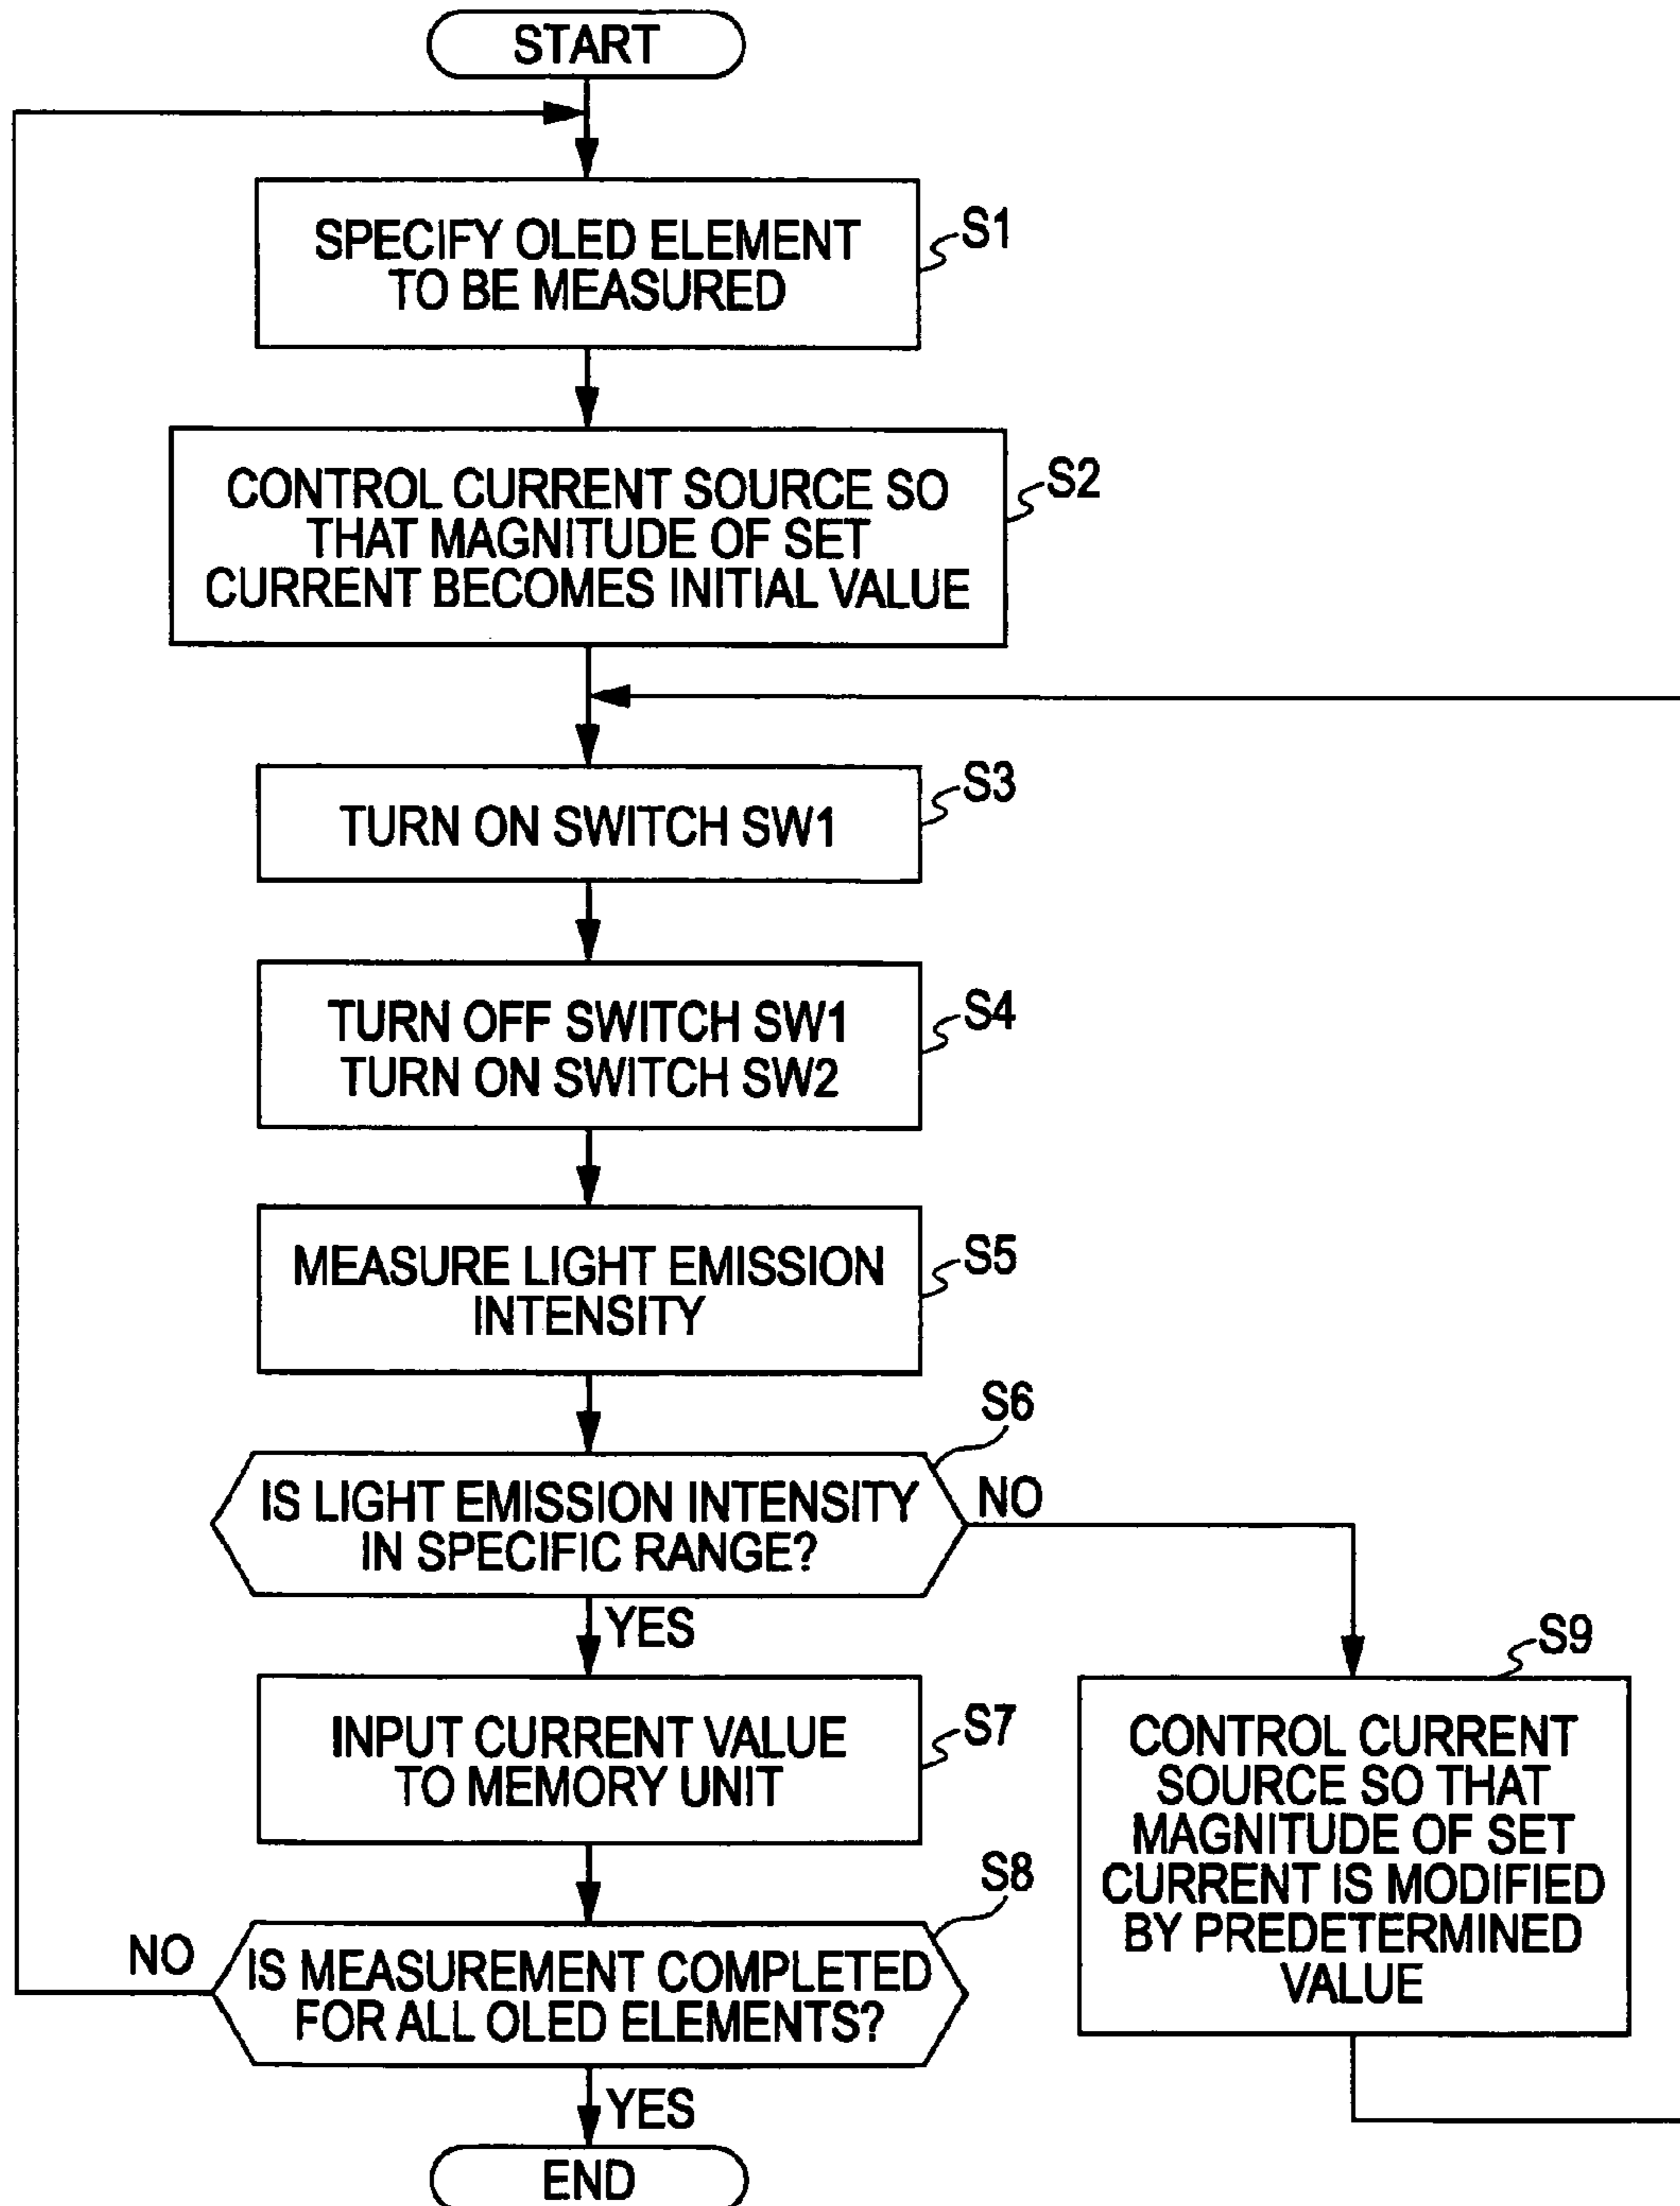 START
SPECIFY OLED ELEMENT
TO BE MEASURED
S1
CONTROL CURRENT SOURCE SO
THAT MAGNITUDE OF SET
CURRENT BECOMES INITIAL VALUE
S2
TURN ON SWITCH SW1
S3
TURN OFF SWITCH SW1
TURN ON SWITCH SW2
S4
MEASURE LIGHT EMISSION
INTENSITY
S5
S6
IS LIGHT EMISSION INTENSITY
IN SPECIFIC RANGE?
NO
YES
INPUT CURRENT VALUE
TO MEMORY UNIT
S7
S9
CONTROL CURRENT
SOURCE SO THAT
MAGNITUDE OF SET
CURRENT IS MODIFIED
BY PREDETERMINED
VALUE
S8
NO
IS MEASUREMENT COMPLETED
FOR ALL OLED ELEMENTS?
YES
END